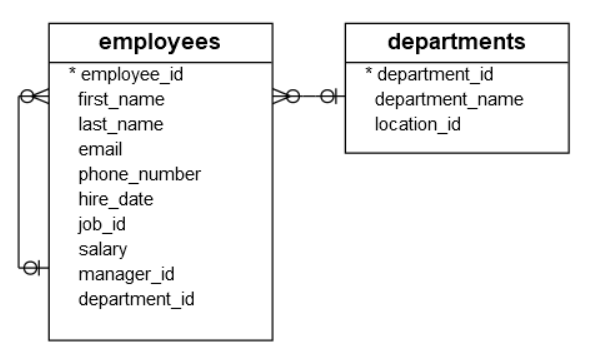 employees
* employee_id
first_name
last_name
email
phone_number
hire_date
job_id
salary
manager_id
department_id
departments
* department_id
department_name
location_id